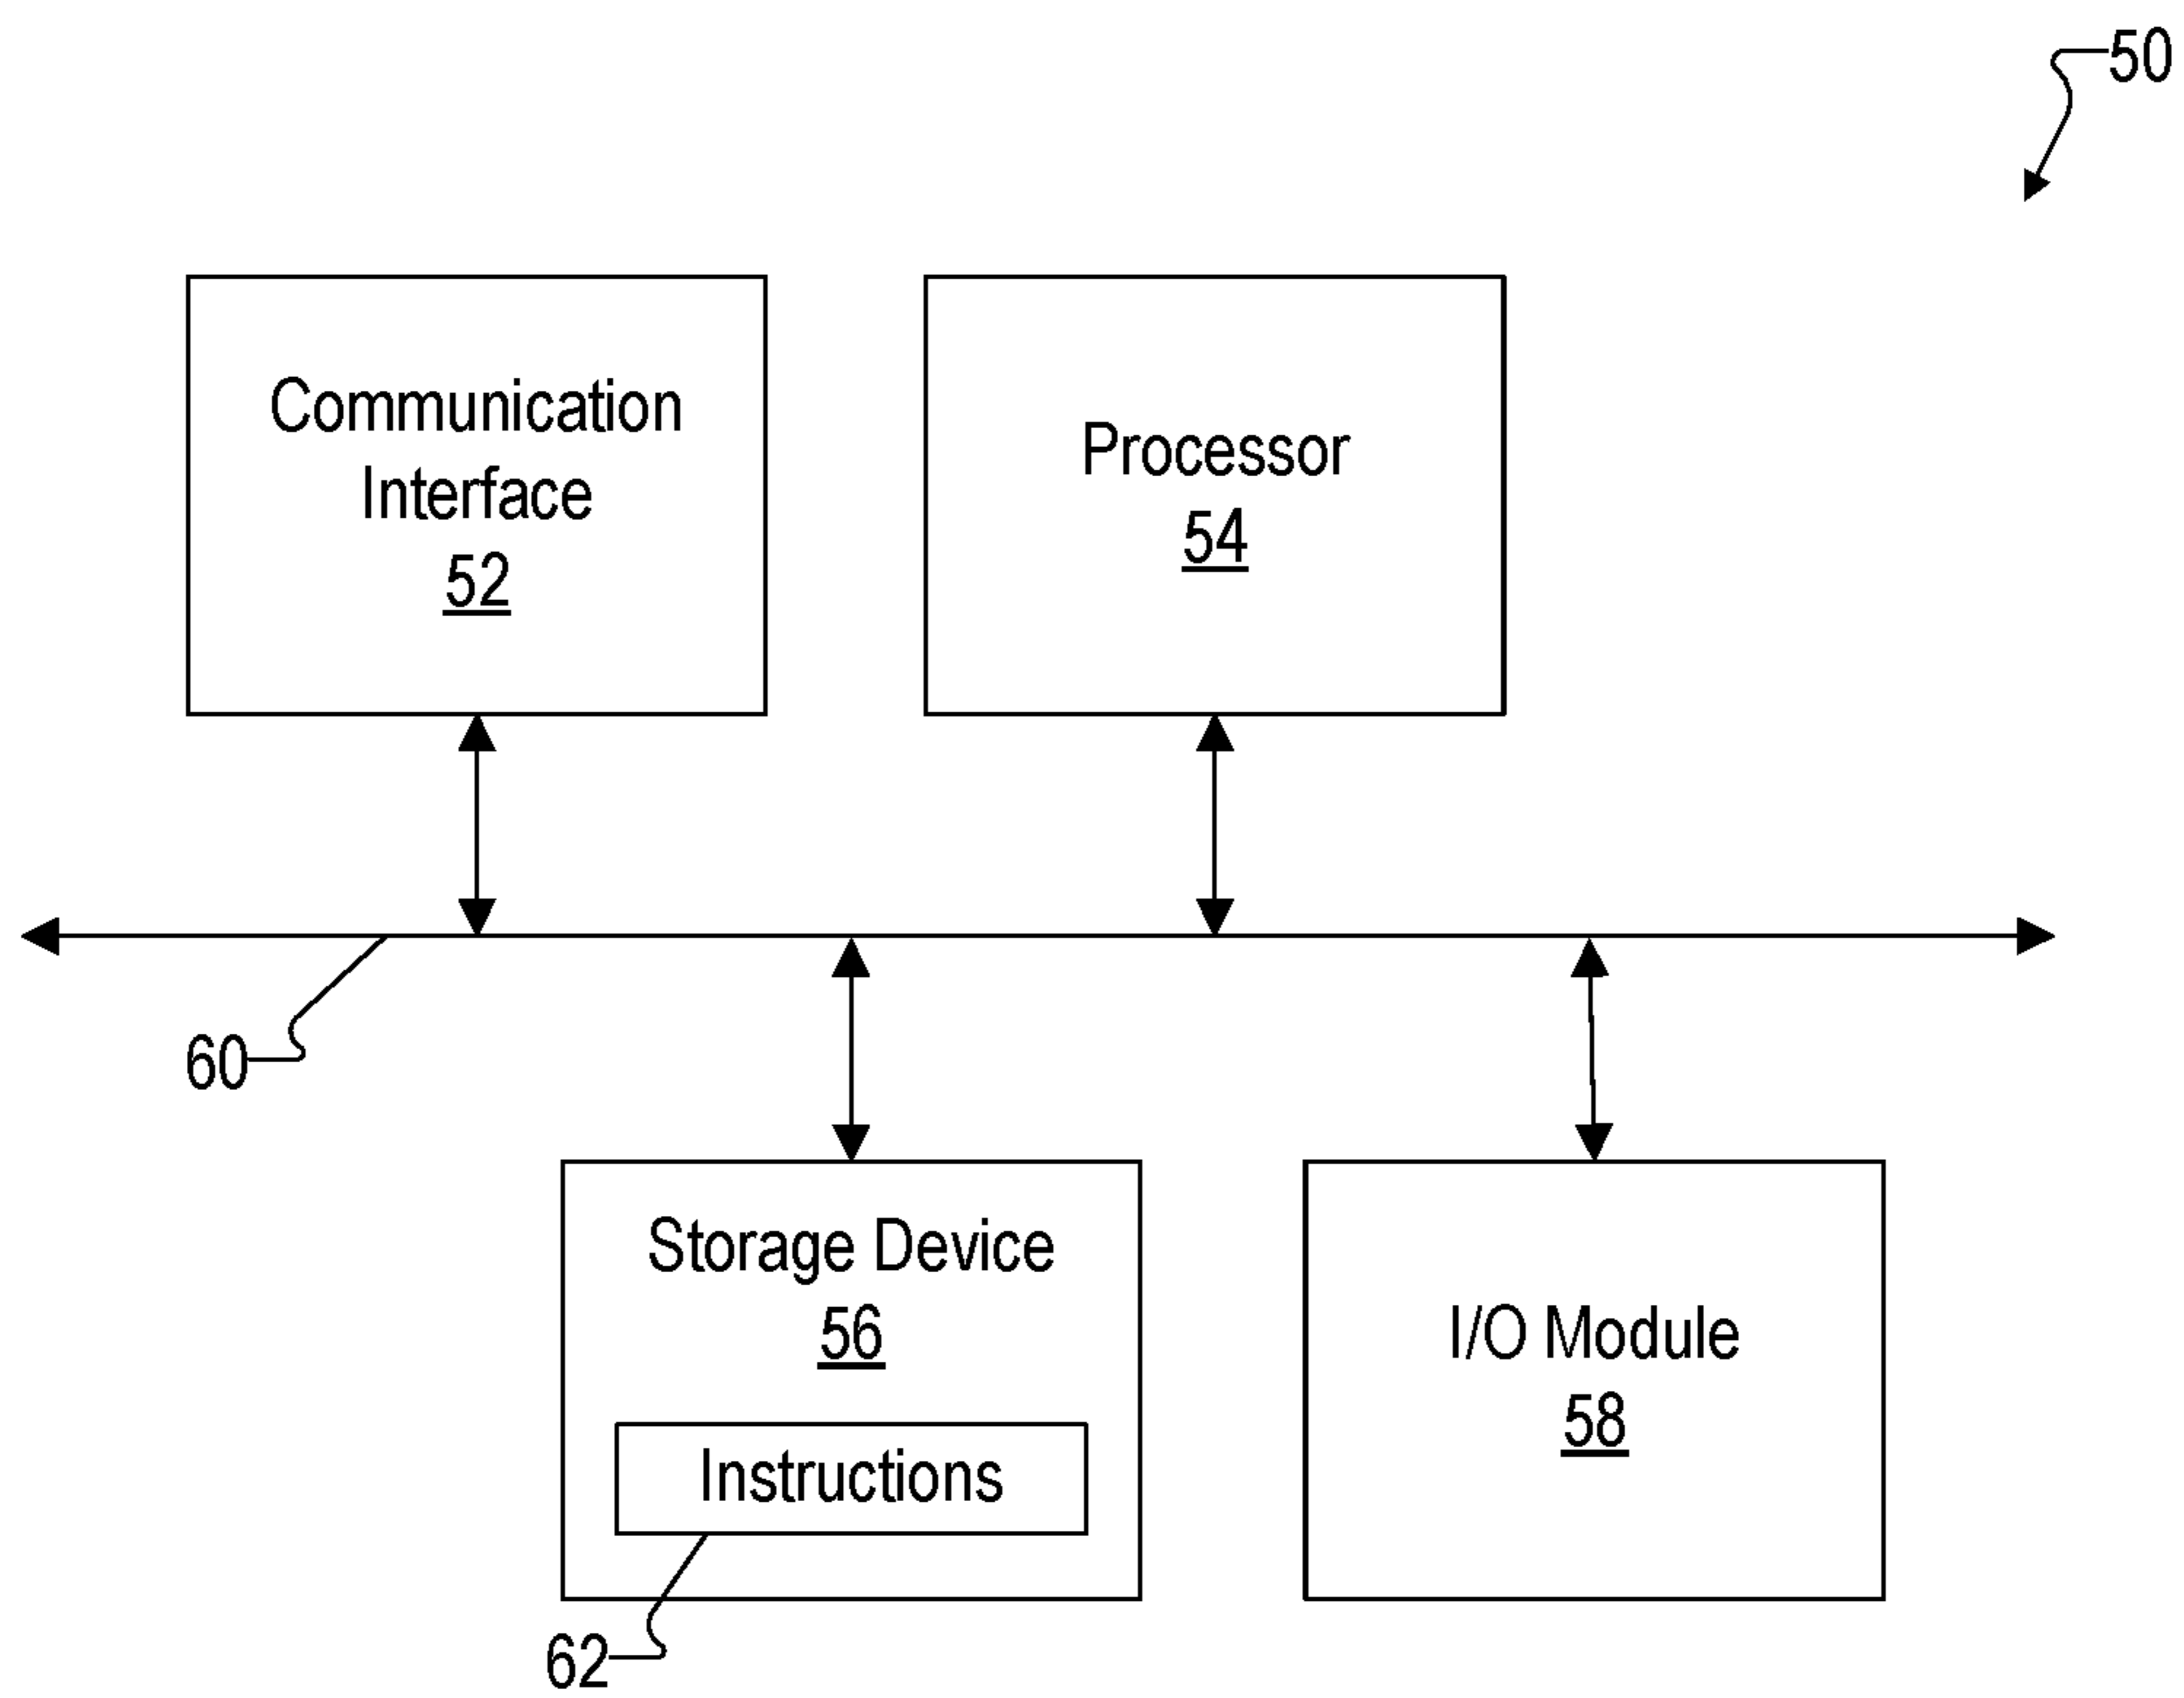 50
Communication
Interface
52
Processor
54
60
Storage Device
56
Instructions
62
I/O Module
58